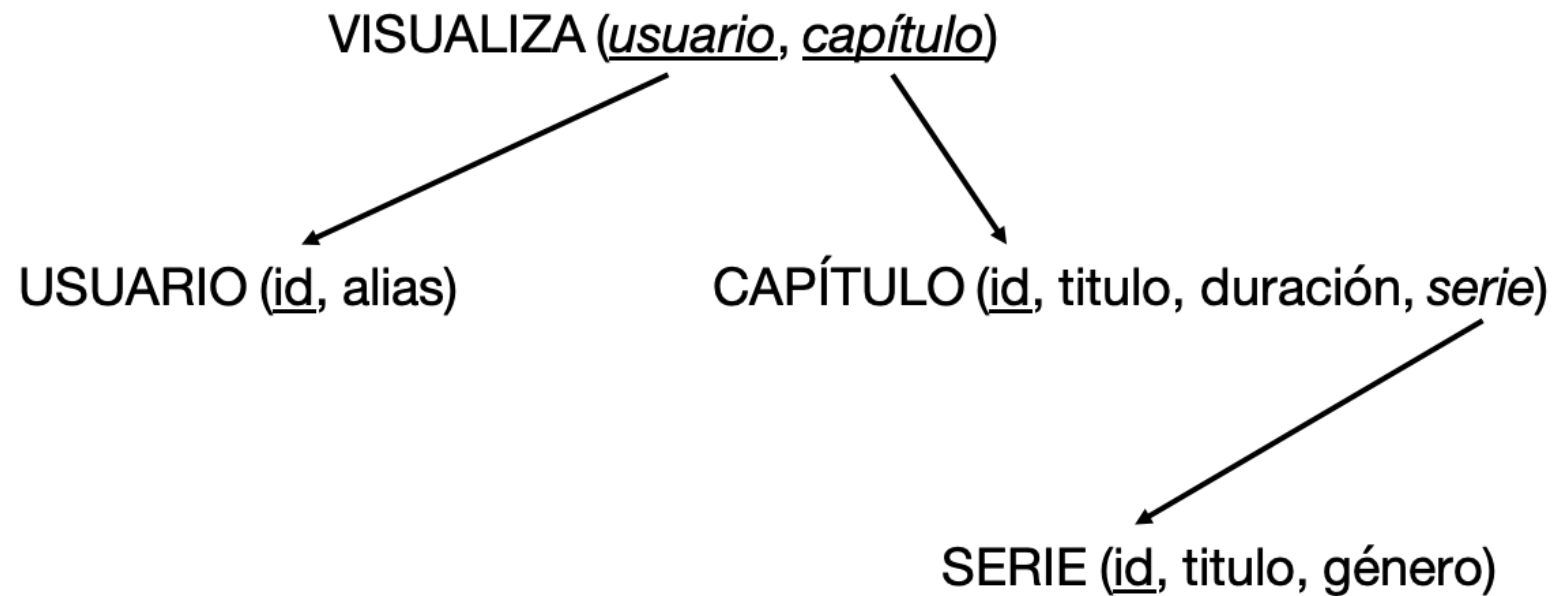 VISUALIZA (usuario, capítulo)
USUARIO (id, alias)
CAPÍTULO (id, titulo, duración, serie)
SERIE (id, titulo, género)